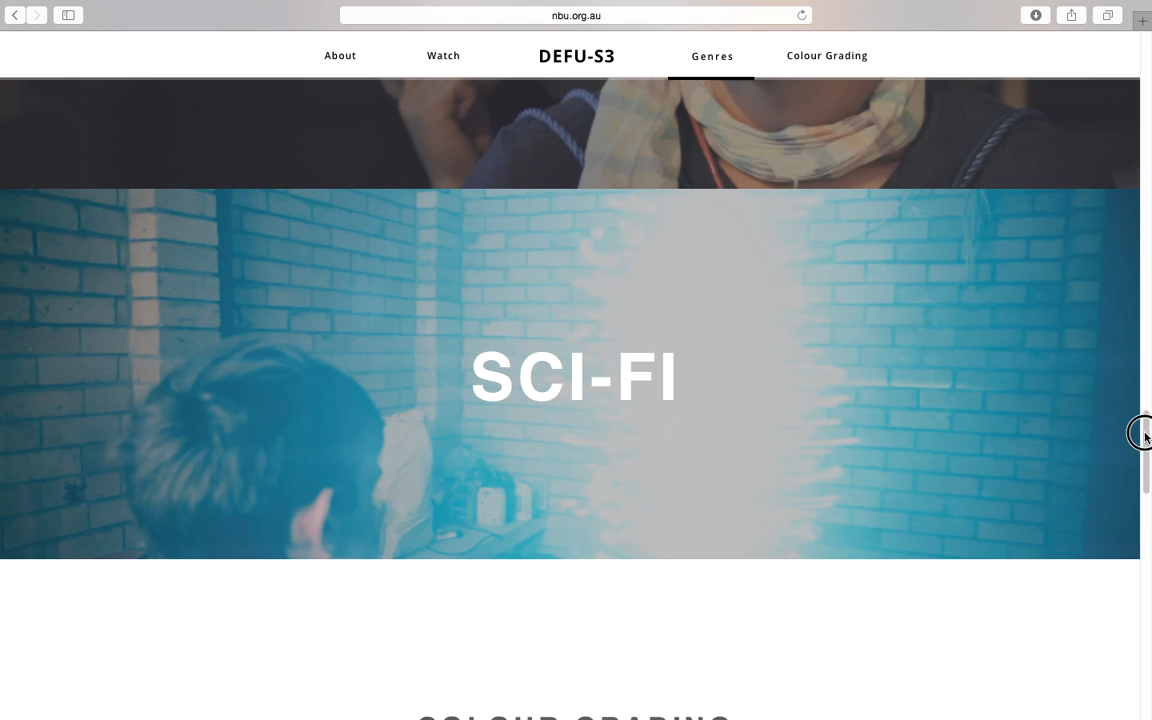 nbu.org.au
About Watch DEFU-S3 Genres Colour Grading
SCI-FI
COLOUR GRADING